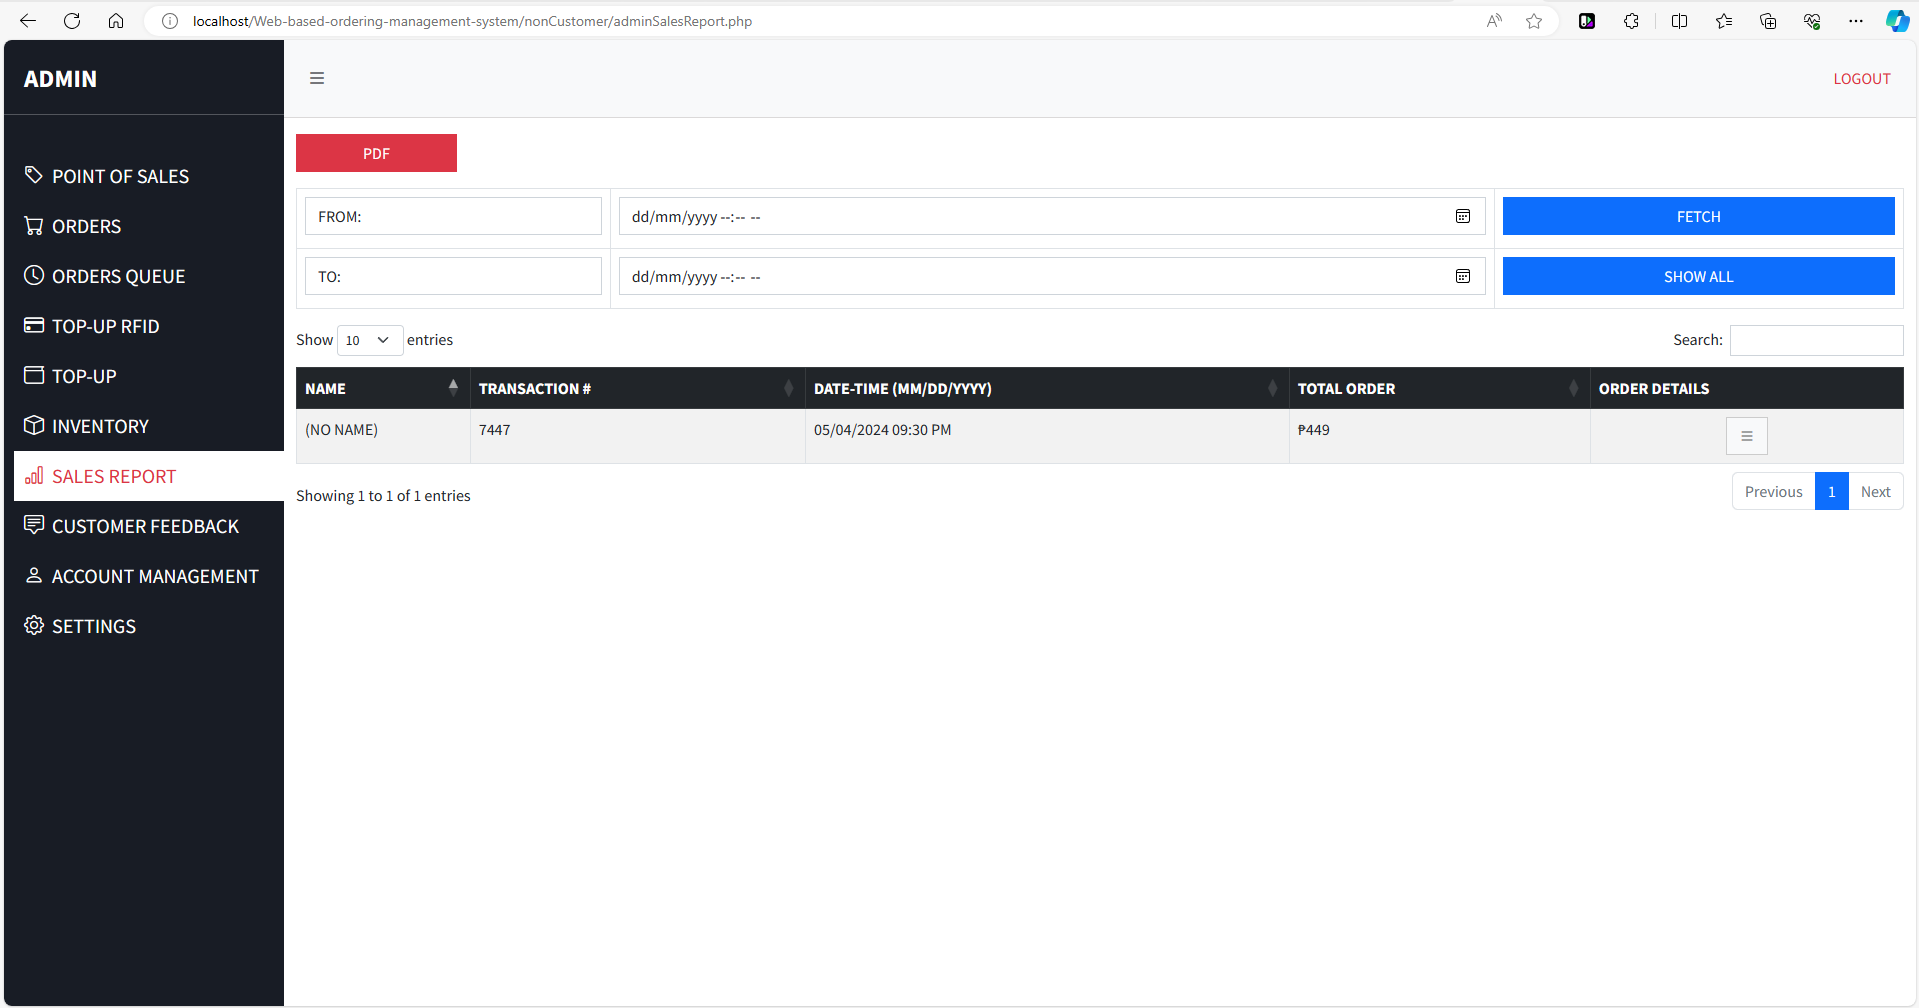 localhost/Web-based-ordering-management-system/nonCustomer/adminSalesReport.php
ADMIN
LOGOUT
POINT OF SALES
ORDERS
ORDERS QUEUE
TOP-UP RFID
TOP-UP
INVENTORY
SALES REPORT
CUSTOMER FEEDBACK
ACCOUNT MANAGEMENT
SETTINGS
PDF
FROM: dd/mm/yyyy --:-- -- FETCH
TO: dd/mm/yyyy --:-- -- SHOW ALL
Show 10 entries Search:
NAME TRANSACTION # DATE-TIME (MM/DD/YYYY) TOTAL ORDER ORDER DETAILS
(NO NAME) 7447 05/04/2024 09:30 PM ₱449
Showing 1 to 1 of 1 entries Previous 1 Next